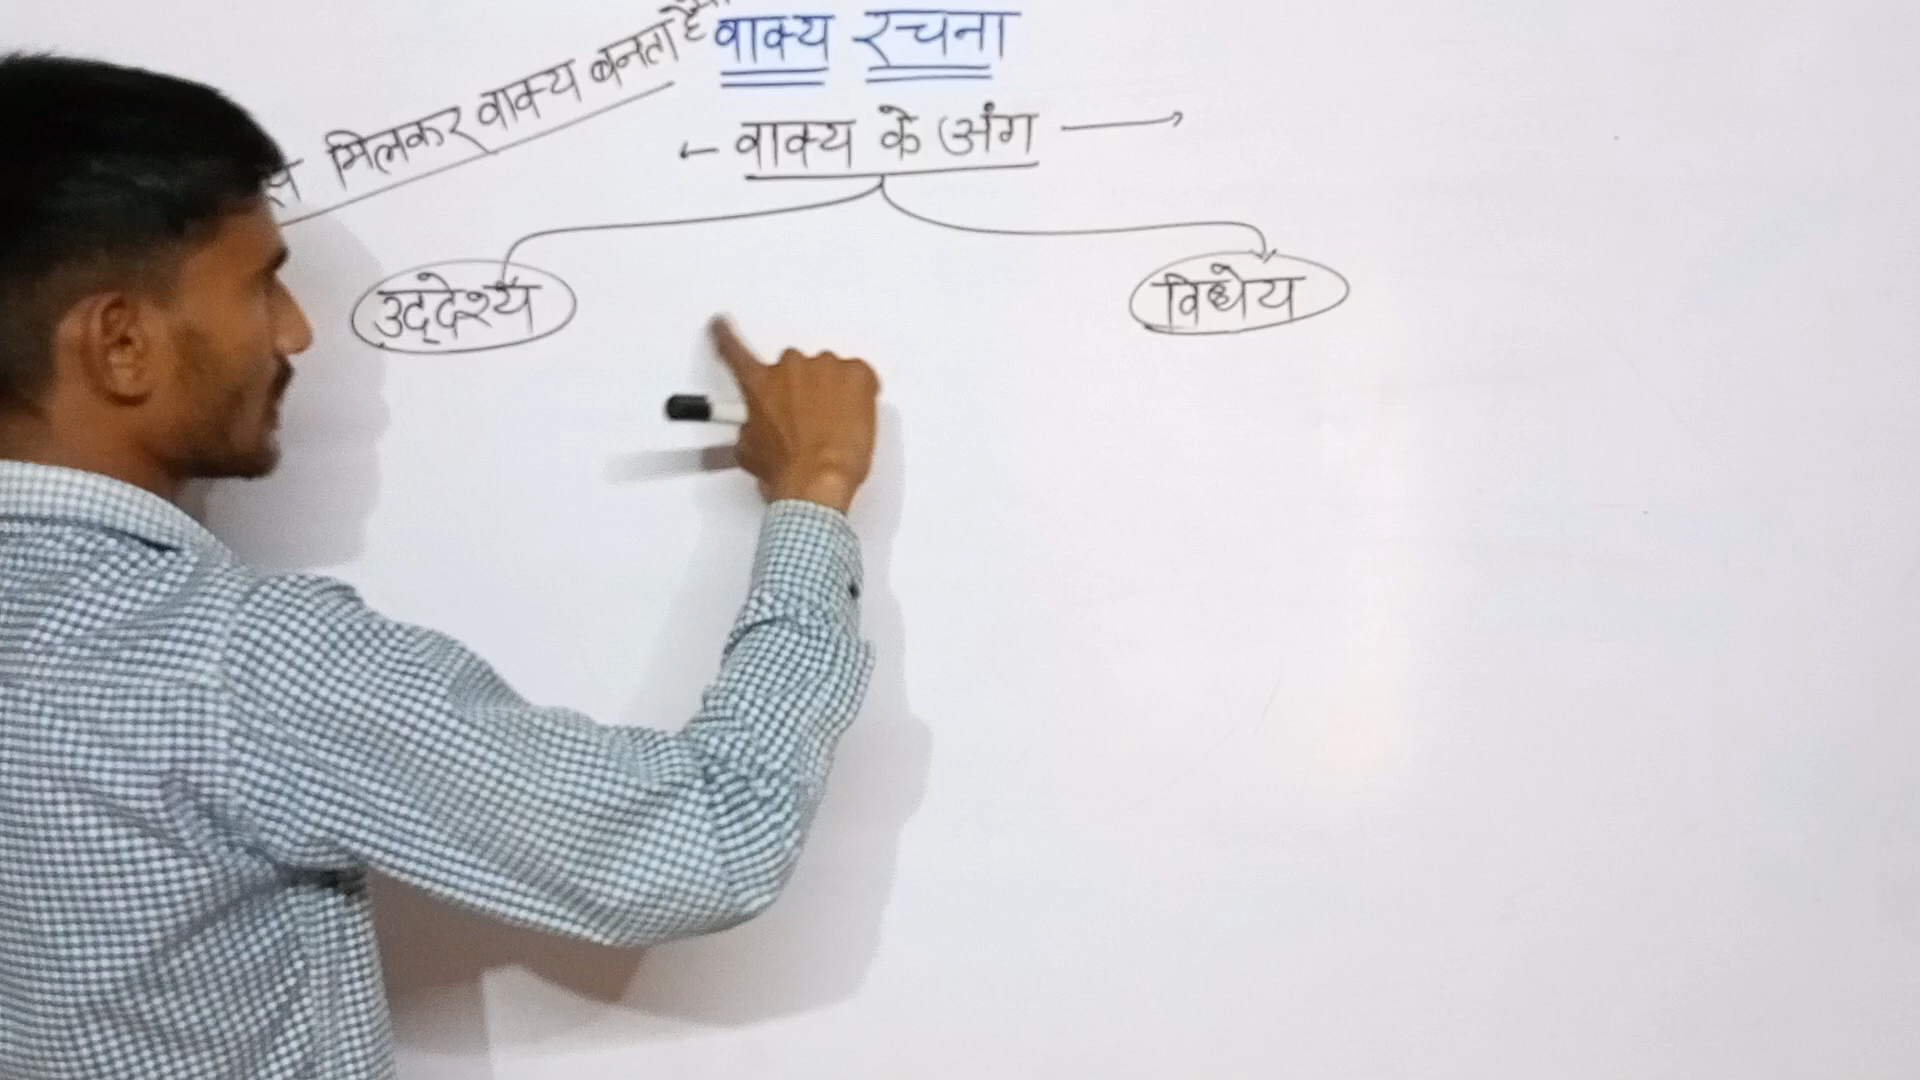 वाक्य रचना
मिलकर वाक्य बनता है
वाक्य के अंग
उद्देश्य
विधेय